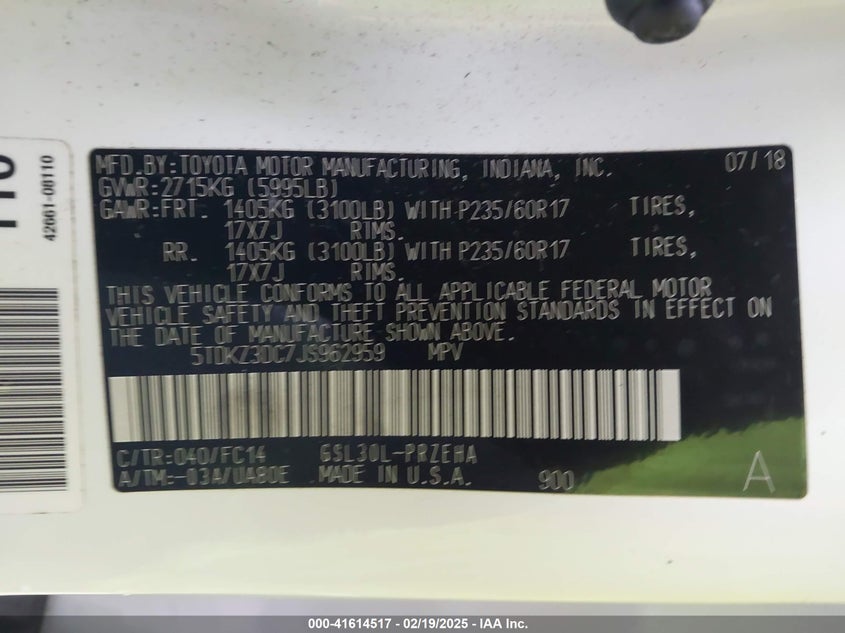 MFD.BY:TOYOTA MOTOR MANUFACTURING, INDIANA, INC. 07/18
GVWR:2715KG (5995LB)
GAWR:FRT. 1405KG (3100LB) WITH P235/60R17 TIRES,
17X7J RIMS.
RR. 1405KG (3100LB) WITH P235/60R17 TIRES,
17X7J RIMS.
THIS VEHICLE CONFORMS TO ALL APPLICABLE FEDERAL MOTOR
VEHICLE SAFETY AND THEFT PREVENTION STANDARDS IN EFFECT ON
THE DATE OF MANUFACTURE SHOWN ABOVE.
5TDKZ3DC7JS962959 MPV
C/TR:040/FC14 GSL30L-PRZEHA
A/TM:-03A/UA80E MADE IN U.S.A. 900 A
42661-08110
000-41614517 - 02/19/2025 - IAA Inc.